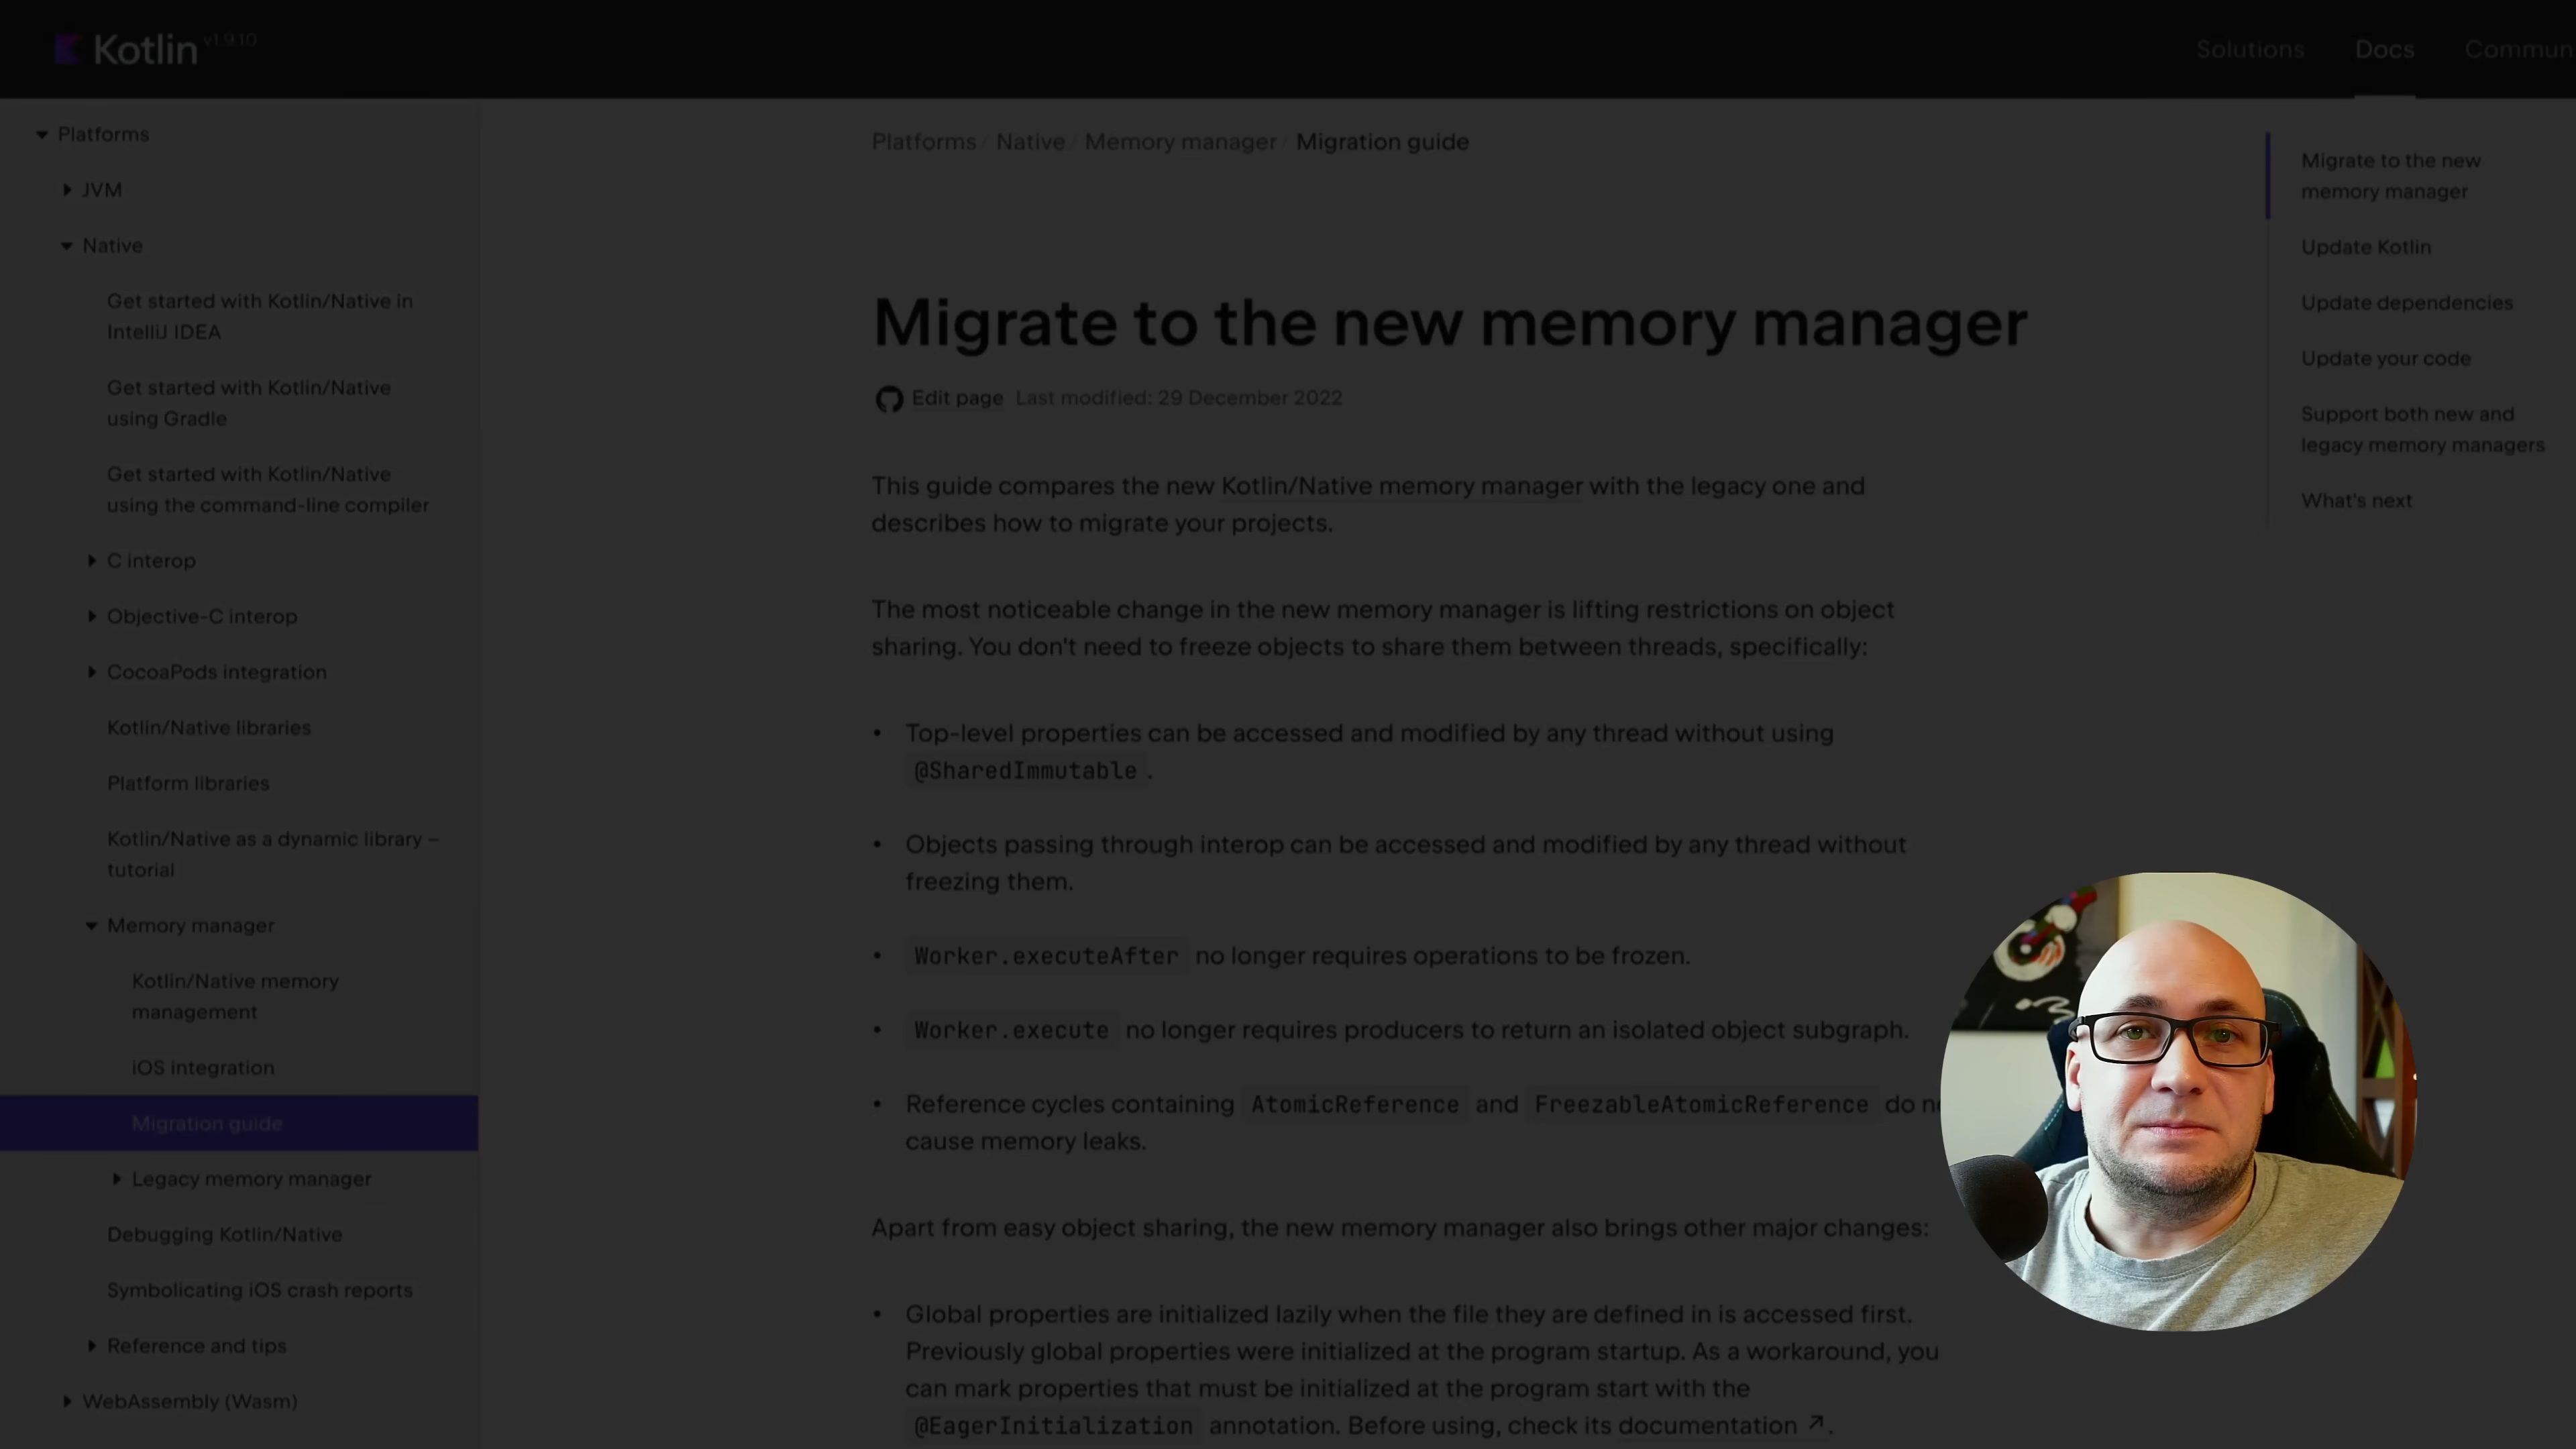 Kotlin v1.9.10
Solutions
Docs
Commun
Platforms
JVM
Native
Get started with Kotlin/Native in
IntelliJ IDEA
Get started with Kotlin/Native
using Gradle
Get started with Kotlin/Native
using the command-line compiler
C interop
Objective-C interop
CocoaPods integration
Kotlin/Native libraries
Platform libraries
Kotlin/Native as a dynamic library –
tutorial
Memory manager
Kotlin/Native memory
management
iOS integration
Migration guide
Legacy memory manager
Debugging Kotlin/Native
Symbolicating iOS crash reports
Reference and tips
WebAssembly (Wasm)
Platforms / Native / Memory manager / Migration guide
Migrate to the new memory manager
Edit page Last modified: 29 December 2022
This guide compares the new Kotlin/Native memory manager with the legacy one and
describes how to migrate your projects.
The most noticeable change in the new memory manager is lifting restrictions on object
sharing. You don't need to freeze objects to share them between threads, specifically:
• Top-level properties can be accessed and modified by any thread without using
@SharedImmutable .
• Objects passing through interop can be accessed and modified by any thread without
freezing them.
• Worker.executeAfter no longer requires operations to be frozen.
• Worker.execute no longer requires producers to return an isolated object subgraph.
• Reference cycles containing AtomicReference and FreezableAtomicReference do
cause memory leaks.
Apart from easy object sharing, the new memory manager also brings other major changes:
• Global properties are initialized lazily when the file they are defined in is accessed first.
Previously global properties were initialized at the program startup. As a workaround, you
can mark properties that must be initialized at the program start with the
@EagerInitialization annotation. Before using, check its documentation ↗.
Migrate to the new
memory manager
Update Kotlin
Update dependencies
Update your code
Support both new and
legacy memory managers
What's next